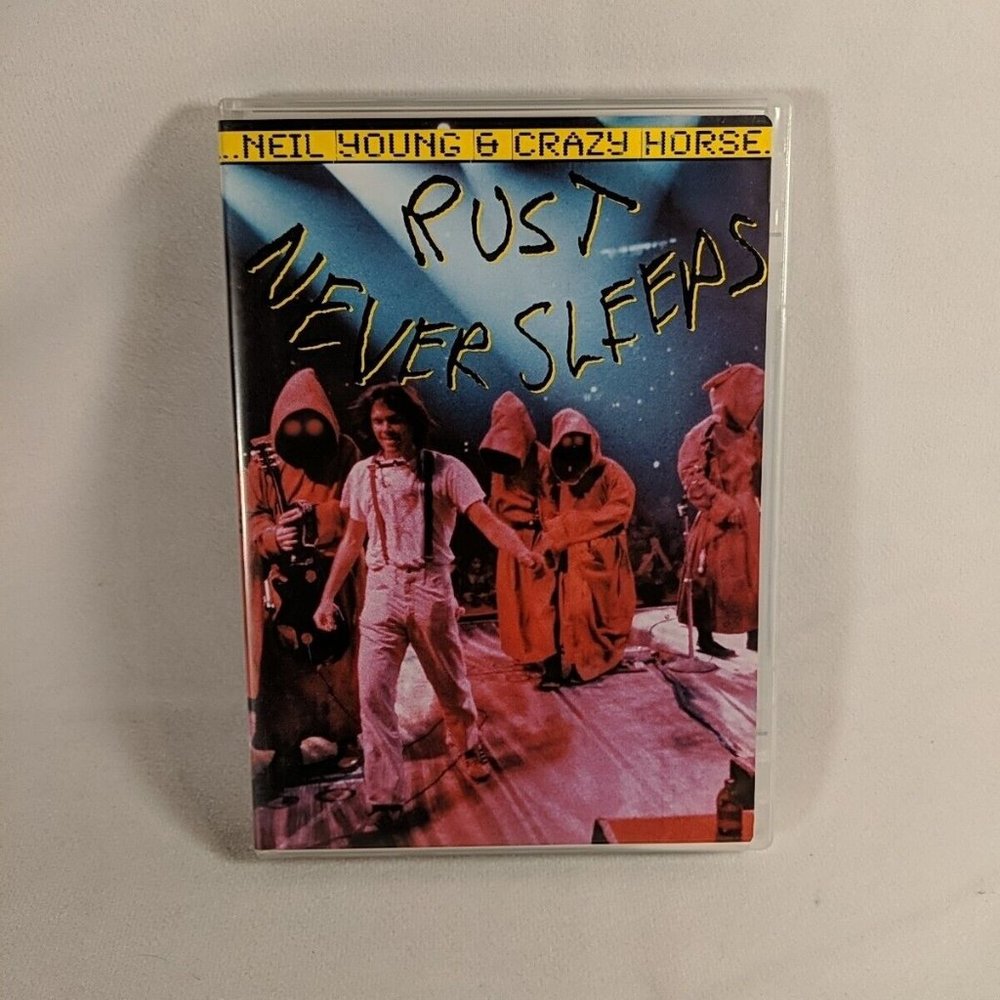 ..NEIL YOUNG & CRAZY HORSE.
RUST
NEVER SLEEPS